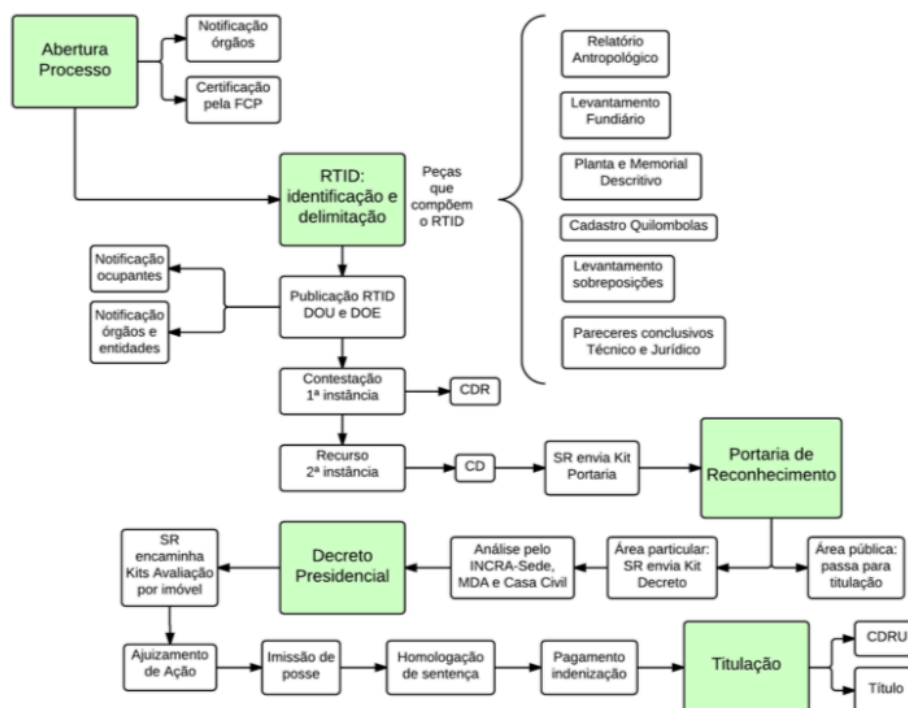 Abertura
Processo
Notificação
órgãos
Certificação
pela FCP
RTID:
identificação e
delimitação
Peças
que
compõem
o RTID
Relatório
Antropológico
Levantamento
Fundiário
Planta e Memorial
Descritivo
Cadastro Quilombolas
Levantamento
sobreposições
Pareceres conclusivos
Técnico e Jurídico
Notificação
ocupantes
Notificação
órgãos e
entidades
Publicação RTID
DOU e DOE
Contestação
1ª instância
CDR
Recurso
2ª instância
CD
SR envia Kit
Portaria
Portaria de
Reconhecimento
Área pública:
passa para
titulação
Área particular:
SR envia Kit
Decreto
Análise pelo
INCRA-Sede,
MDA e Casa Civil
Decreto
Presidencial
SR
encaminha
Kits Avaliação
por imóvel
Ajuizamento
de Ação
Imissão de
posse
Homologação
de sentença
Pagamento
indenização
Titulação
CDRU
Título